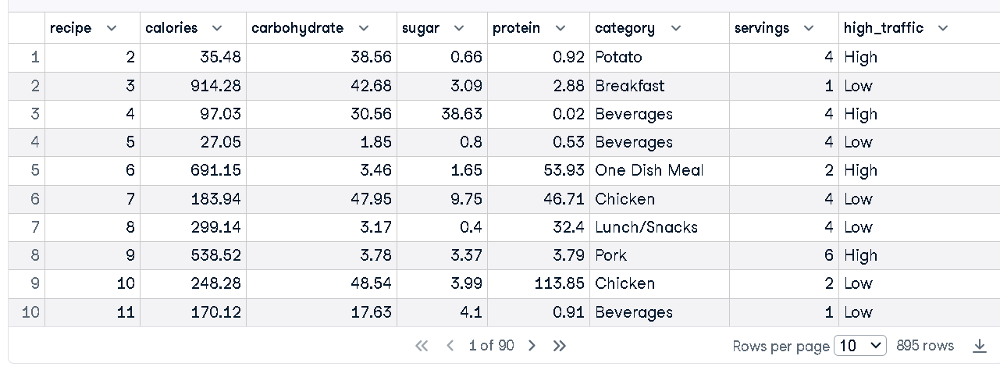 recipe calories carbohydrate sugar protein category servings high_traffic
1 2 35.48 38.56 0.66 0.92 Potato 4 High
2 3 914.28 42.68 3.09 2.88 Breakfast 1 Low
3 4 97.03 30.56 38.63 0.02 Beverages 4 High
4 5 27.05 1.85 0.8 0.53 Beverages 4 Low
5 6 691.15 3.46 1.65 53.93 One Dish Meal 2 High
6 7 183.94 47.95 9.75 46.71 Chicken 4 Low
7 8 299.14 3.17 0.4 32.4 Lunch/Snacks 4 Low
8 9 538.52 3.78 3.37 3.79 Pork 6 High
9 10 248.28 48.54 3.99 113.85 Chicken 2 Low
10 11 170.12 17.63 4.1 0.91 Beverages 1 Low
1 of 90 Rows per page 10 895 rows